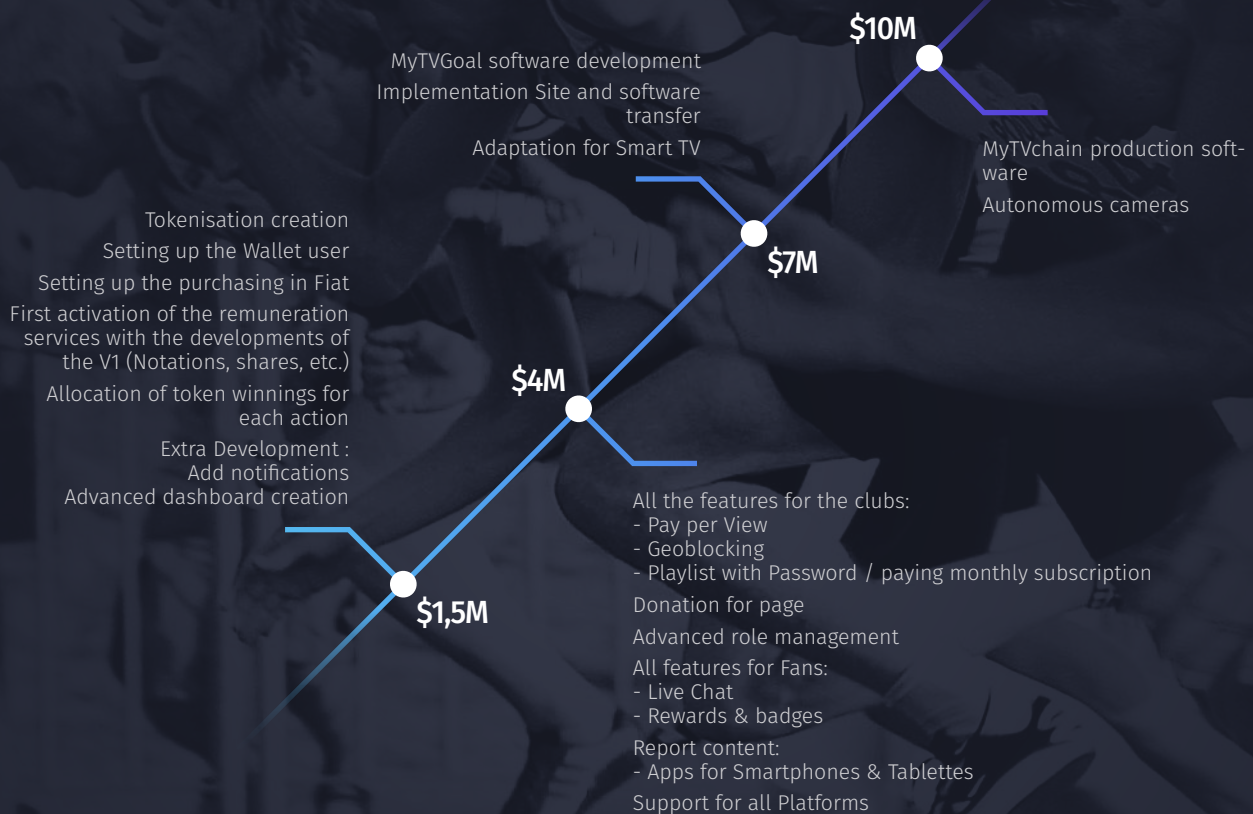 $10M
MyTVGoal software development
Implementation Site and software
transfer
Adaptation for Smart TV
MyTVchain production soft-
ware
Autonomous cameras
$7M
Tokenisation creation
Setting up the Wallet user
Setting up the purchasing in Fiat
First activation of the remuneration
services with the developments of
the V1 (Notations, shares, etc.)
Allocation of token winnings for
each action
Extra Development :
Add notifications
Advanced dashboard creation
$4M
$1,5M
All the features for the clubs:
- Pay per View
- Geoblocking
- Playlist with Password / paying monthly subscription
Donation for page
Advanced role management
All features for Fans:
- Live Chat
- Rewards & badges
Report content:
- Apps for Smartphones & Tablettes
Support for all Platforms